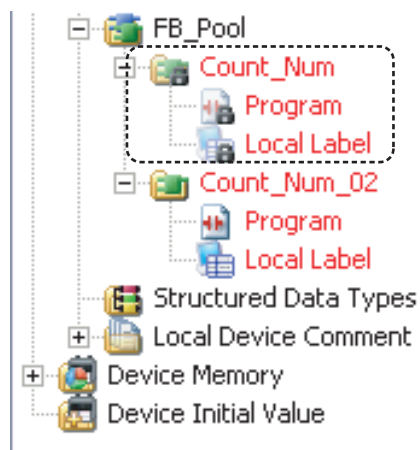 FB_Pool
Count_Num
Program
Local Label
Count_Num_02
Program
Local Label
Structured Data Types
Local Device Comment
Device Memory
Device Initial Value